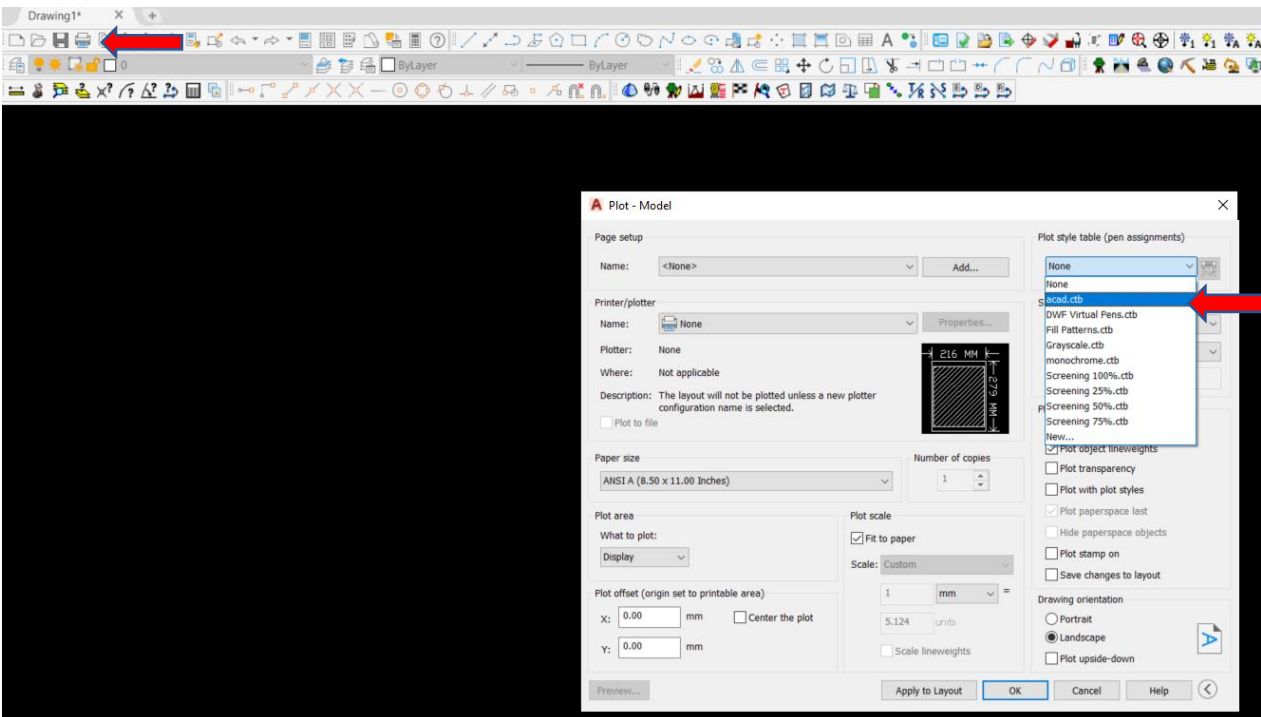 Drawing1*
0
ByLayer
ByLayer
A Plot - Model
Page setup
Name: <None> Add...
Printer/plotter
Name: None Properties...
Plotter: None
Where: Not applicable
Description: The layout will not be plotted unless a new plotter
configuration name is selected.
Plot to file
216 MM
279 MM
Paper size
ANSI A (8.50 x 11.00 Inches)
Number of copies
1
Plot area
What to plot:
Display
Plot offset (origin set to printable area)
X: 0.00 mm Center the plot
Y: 0.00 mm
Plot scale
Fit to paper
Scale: Custom
1 mm =
5.124 units
Scale lineweights
Plot style table (pen assignments)
None
None
acad.ctb
DWF Virtual Pens.ctb
Fill Patterns.ctb
Grayscale.ctb
monochrome.ctb
Screening 100%.ctb
Screening 25%.ctb
Screening 50%.ctb
Screening 75%.ctb
New...
Plot object lineweights
Plot transparency
Plot with plot styles
Plot paperspace last
Hide paperspace objects
Plot stamp on
Save changes to layout
Drawing orientation
Portrait
Landscape
Plot upside-down
A
Preview... Apply to Layout OK Cancel Help